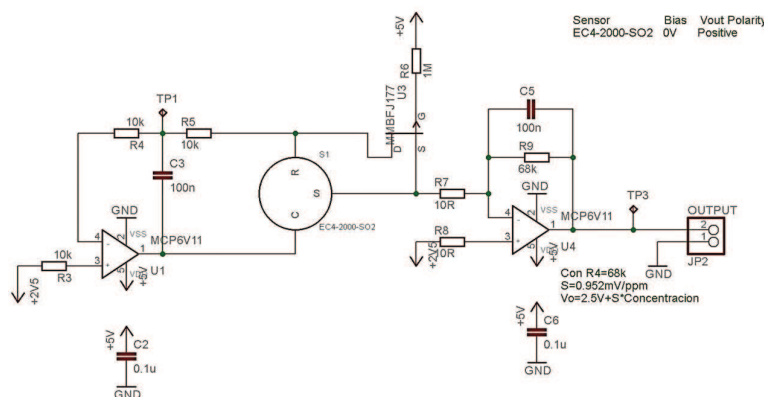 Sensor Bias Vout Polarity
EC4-2000-SO2 0V Positive
+5V
R6
1M
MMBFJ177
U3
G
D
S
TP1
10k
R4
R5
10k
C3
100n
S1
R
S
C
EC4-2000-SO2
C5
100n
R9
68k
R7
10R
R8
10R
+2V5
GND
VSS
MCP6V11
4
3
2
1
5
U4
+5V
TP3
OUTPUT
2
1
JP2
GND
GND
VSS
MCP6V11
4
3
2
1
5
VD
U1
+5V
10k
R3
+2V5
Con R4=68k
S=0.952mV/ppm
Vo=2.5V+S*Concentracion
+5V
C2
0.1u
GND
+5V
C6
0.1u
GND